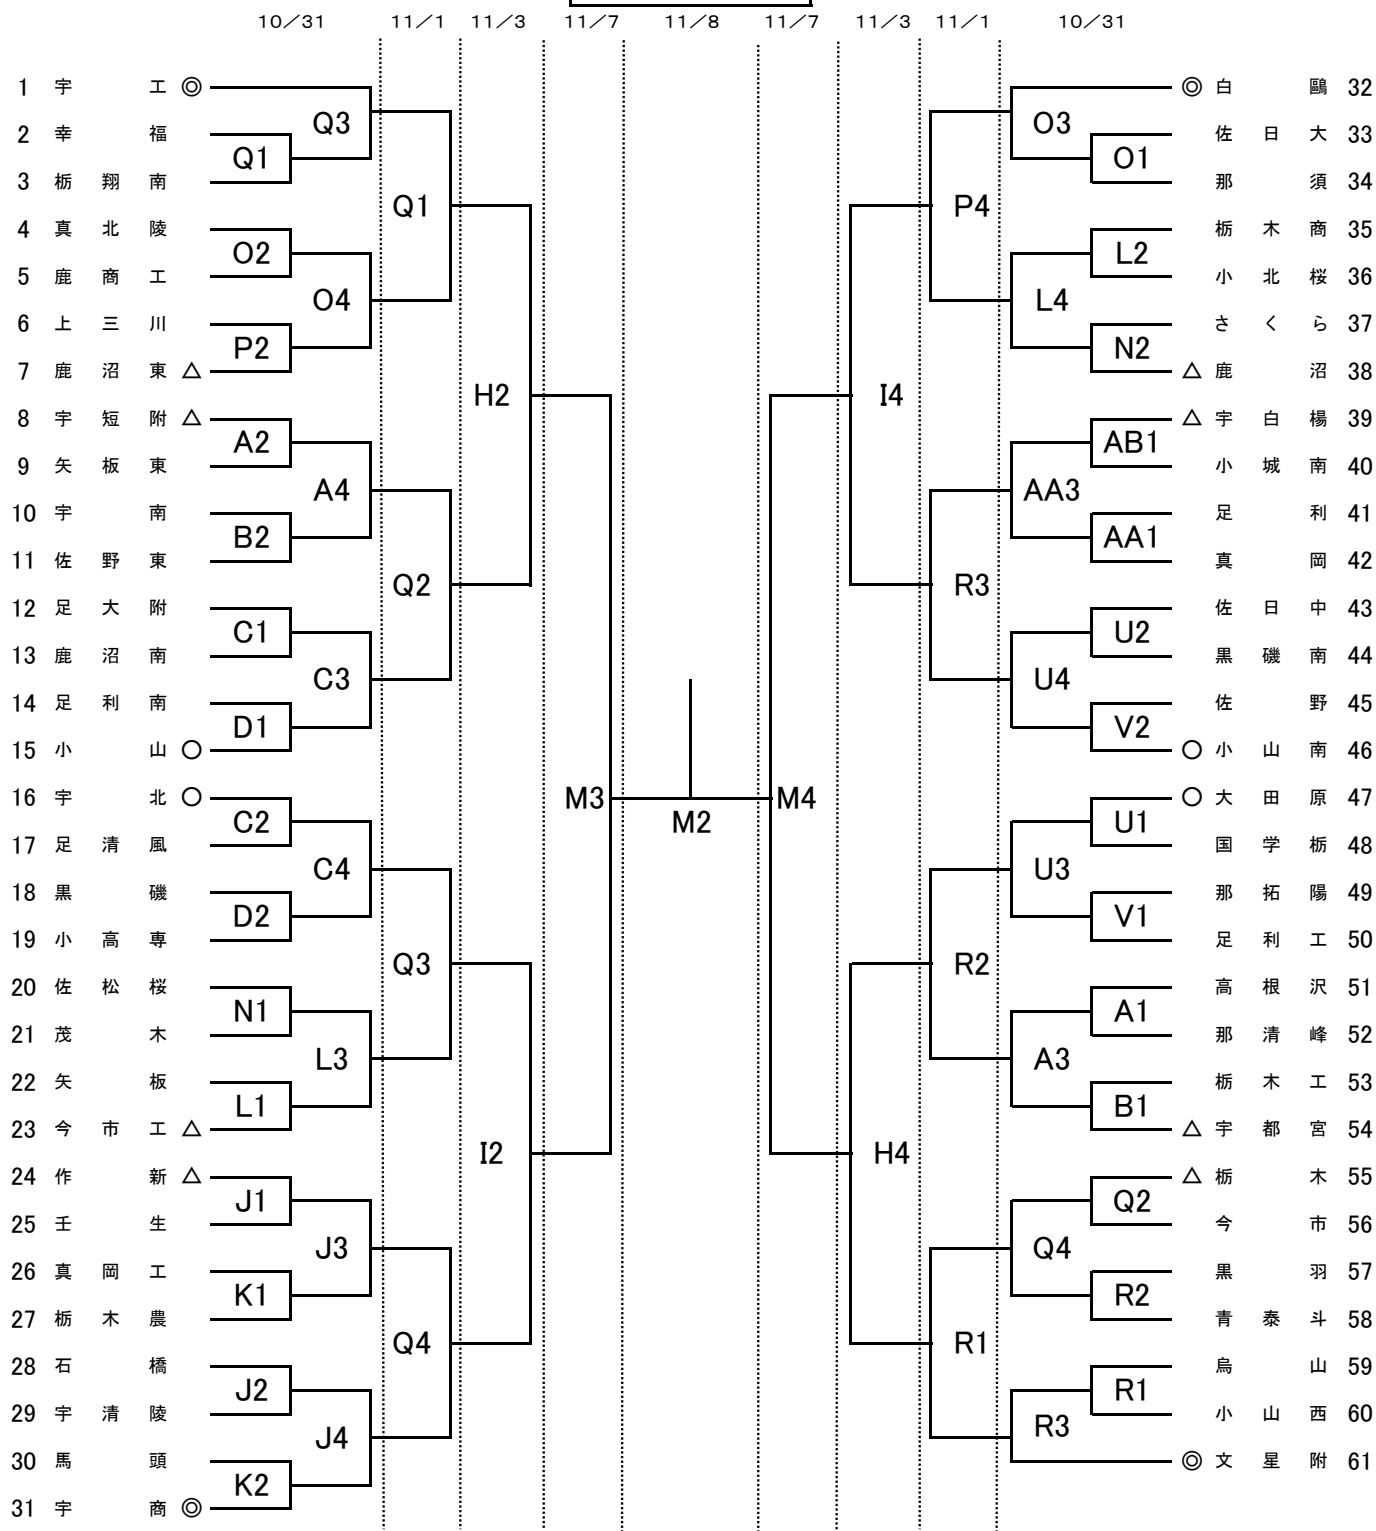 10／31 11／1 11／3 11／7 11／8 11／7 11／3 11／1 10／31
1 宇工 ◎ ◎ 白鷗 32
Q3 O3
2 幸福 佐日大 33
Q1 O1
3 栃翔南 那須 34
Q1 P4
4 真北陵 栃木商 35
O2 L2
5 鹿商工 小北桜 36
O4 L4
6 上三川 さくら 37
P2 N2
7 鹿沼東 △ △ 鹿沼 38
H2 I4
8 宇短附 △ △ 宇白楊 39
A2 AB1
9 矢板東 小城南 40
A4 AA3
10 宇南 足利 41
B2 AA1
11 佐野東 真岡 42
Q2 R3
12 足大附 佐日中 43
C1 U2
13 鹿沼南 黒磯南 44
C3 U4
14 足利南 佐野 45
D1 V2
15 小山 ○ ○ 小山南 46
M3 M4
16 宇北 ○ ○ 大田原 47
C2 M2 U1
17 足清風 国学栃 48
C4 U3
18 黒磯 那拓陽 49
D2 V1
19 小高専 足利工 50
Q3 R2
20 佐松桜 高根沢 51
N1 A1
21 茂木 那清峰 52
L3 A3
22 矢板 栃木工 53
L1 B1
23 今市工 △ △ 宇都宮 54
I2 H4
24 作新 △ △ 栃木 55
J1 Q2
25 壬生 今市 56
J3 Q4
26 真岡工 黒羽 57
K1 R2
27 栃木農 青泰斗 58
Q4 R1
28 石橋 烏山 59
J2 R1
29 宇清陵 小山西 60
J4 R3
30 馬頭 ◎ 文星附 61
K2
31 宇商 ◎